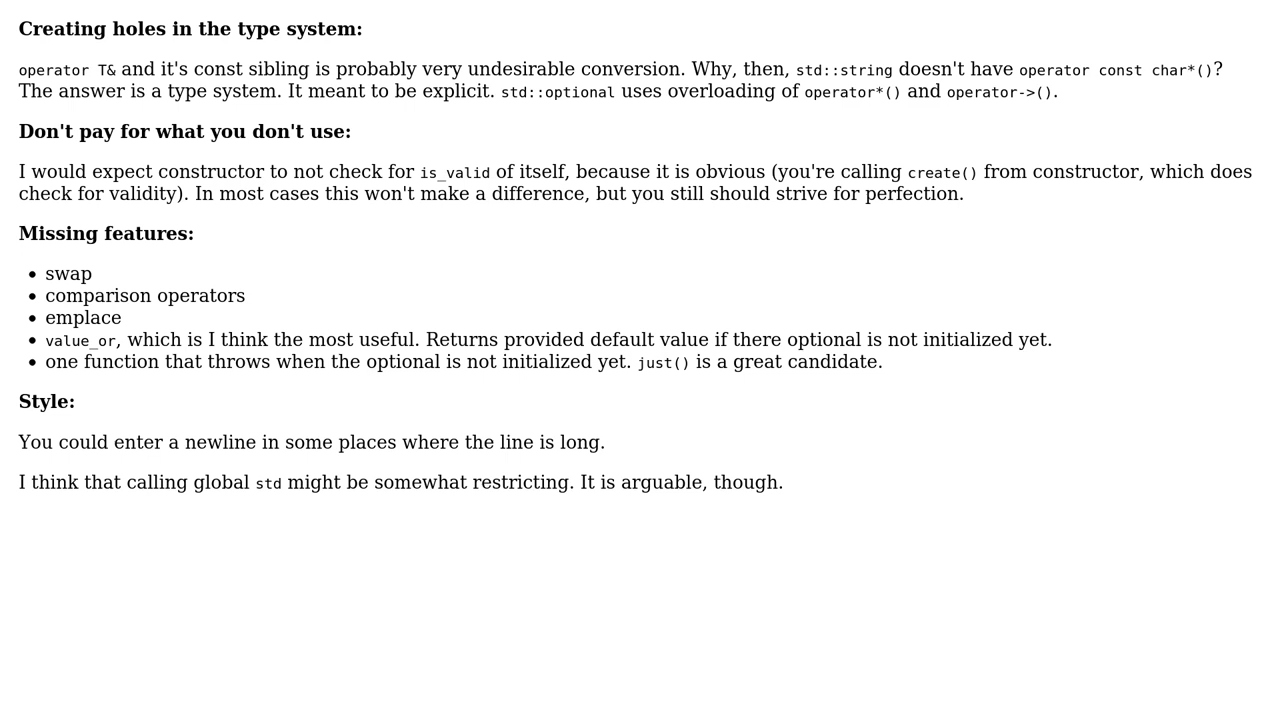 Creating holes in the type system:
operator T& and it's const sibling is probably very undesirable conversion. Why, then, std::string doesn't have operator const char*()?
The answer is a type system. It meant to be explicit. std::optional uses overloading of operator*() and operator->().
Don't pay for what you don't use:
I would expect constructor to not check for is_valid of itself, because it is obvious (you're calling create() from constructor, which does
check for validity). In most cases this won't make a difference, but you still should strive for perfection.
Missing features:
• swap
• comparison operators
• emplace
• value_or, which is I think the most useful. Returns provided default value if there optional is not initialized yet.
• one function that throws when the optional is not initialized yet. just() is a great candidate.
Style:
You could enter a newline in some places where the line is long.
I think that calling global std might be somewhat restricting. It is arguable, though.